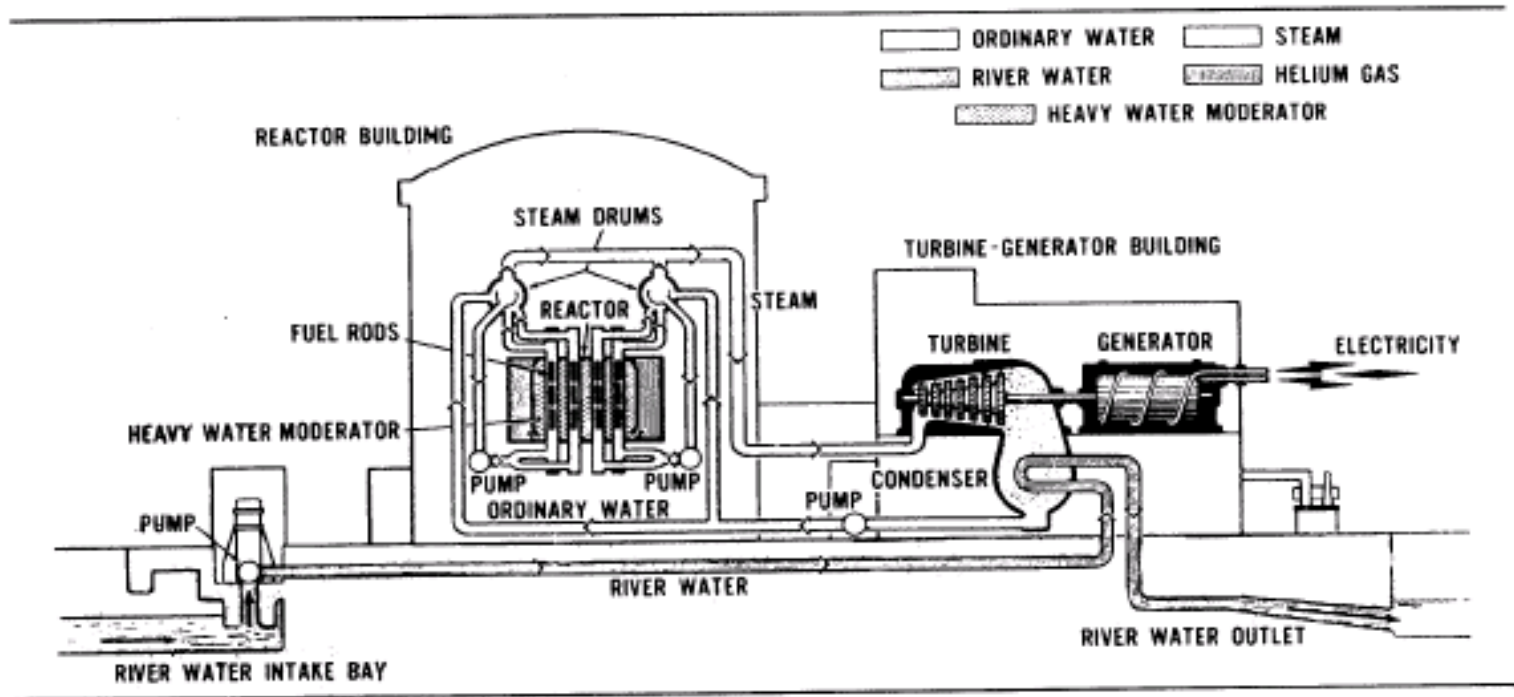 ORDINARY WATER
STEAM
RIVER WATER
HELIUM GAS
HEAVY WATER MODERATOR
REACTOR BUILDING
STEAM DRUMS
TURBINE-GENERATOR BUILDING
STEAM
REACTOR
FUEL RODS
TURBINE
GENERATOR
ELECTRICITY
HEAVY WATER MODERATOR
PUMP
PUMP
CONDENSER
PUMP
ORDINARY WATER
PUMP
RIVER WATER
RIVER WATER OUTLET
RIVER WATER INTAKE BAY